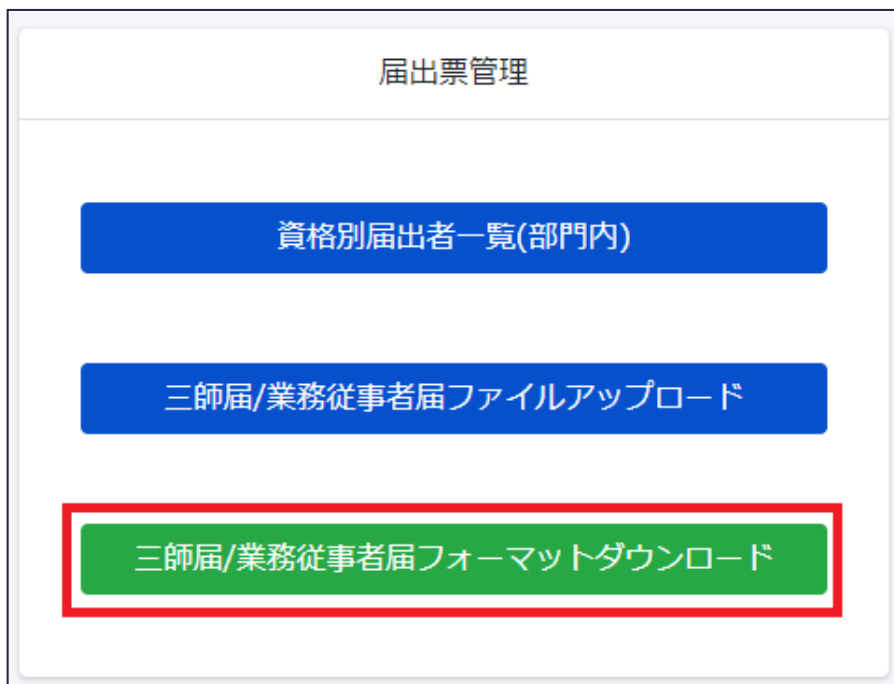 届出票管理
資格別届出者一覧(部門内)
三師届/業務従事者届ファイルアップロード
三師届/業務従事者届フォーマットダウンロード